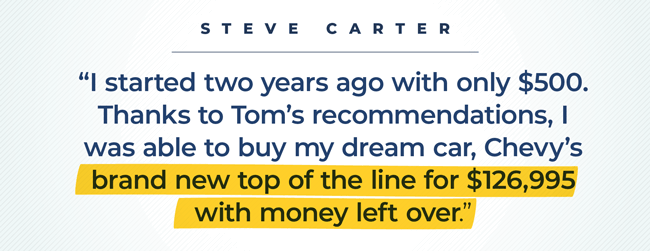 STEVE CARTER
“I started two years ago with only $500.
Thanks to Tom’s recommendations, I
was able to buy my dream car, Chevy’s
brand new top of the line for $126,995
with money left over.”